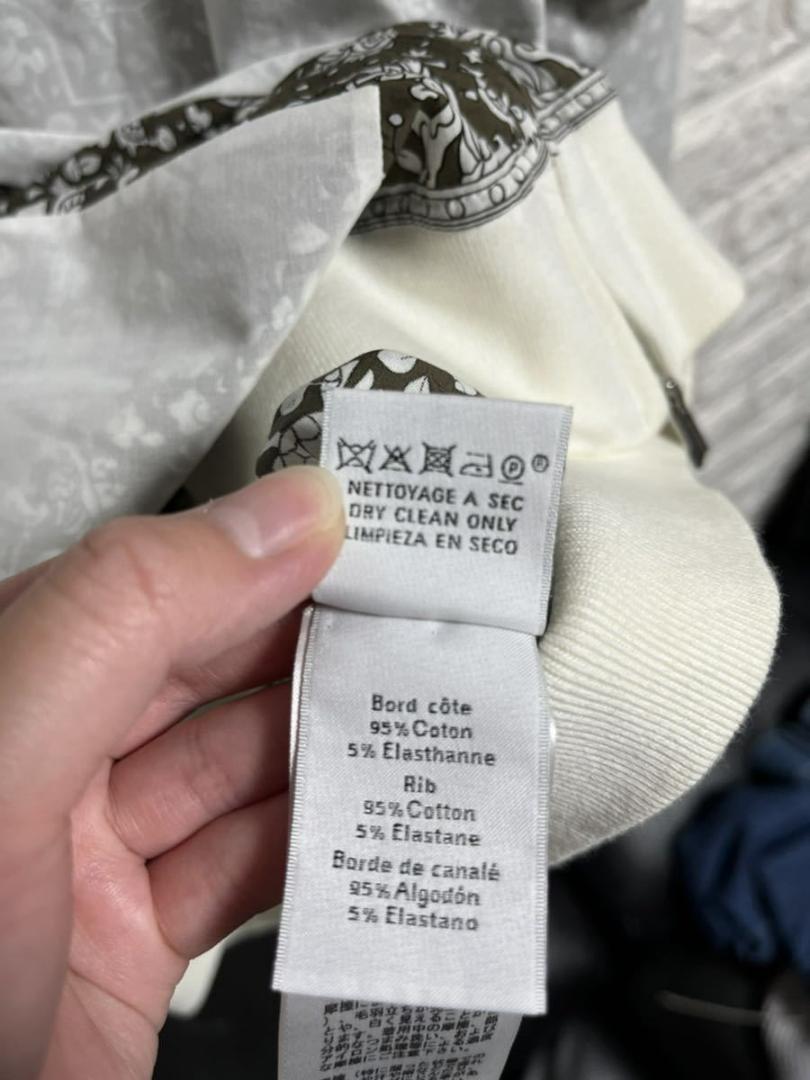 P ®
NETTOYAGE A SEC
DRY CLEAN ONLY
LIMPIEZA EN SECO
Bord côte
95% Coton
5% Elasthanne
Rib
95% Cotton
5% Elastane
Borde de canalé
95% Algodón
5% Elastano